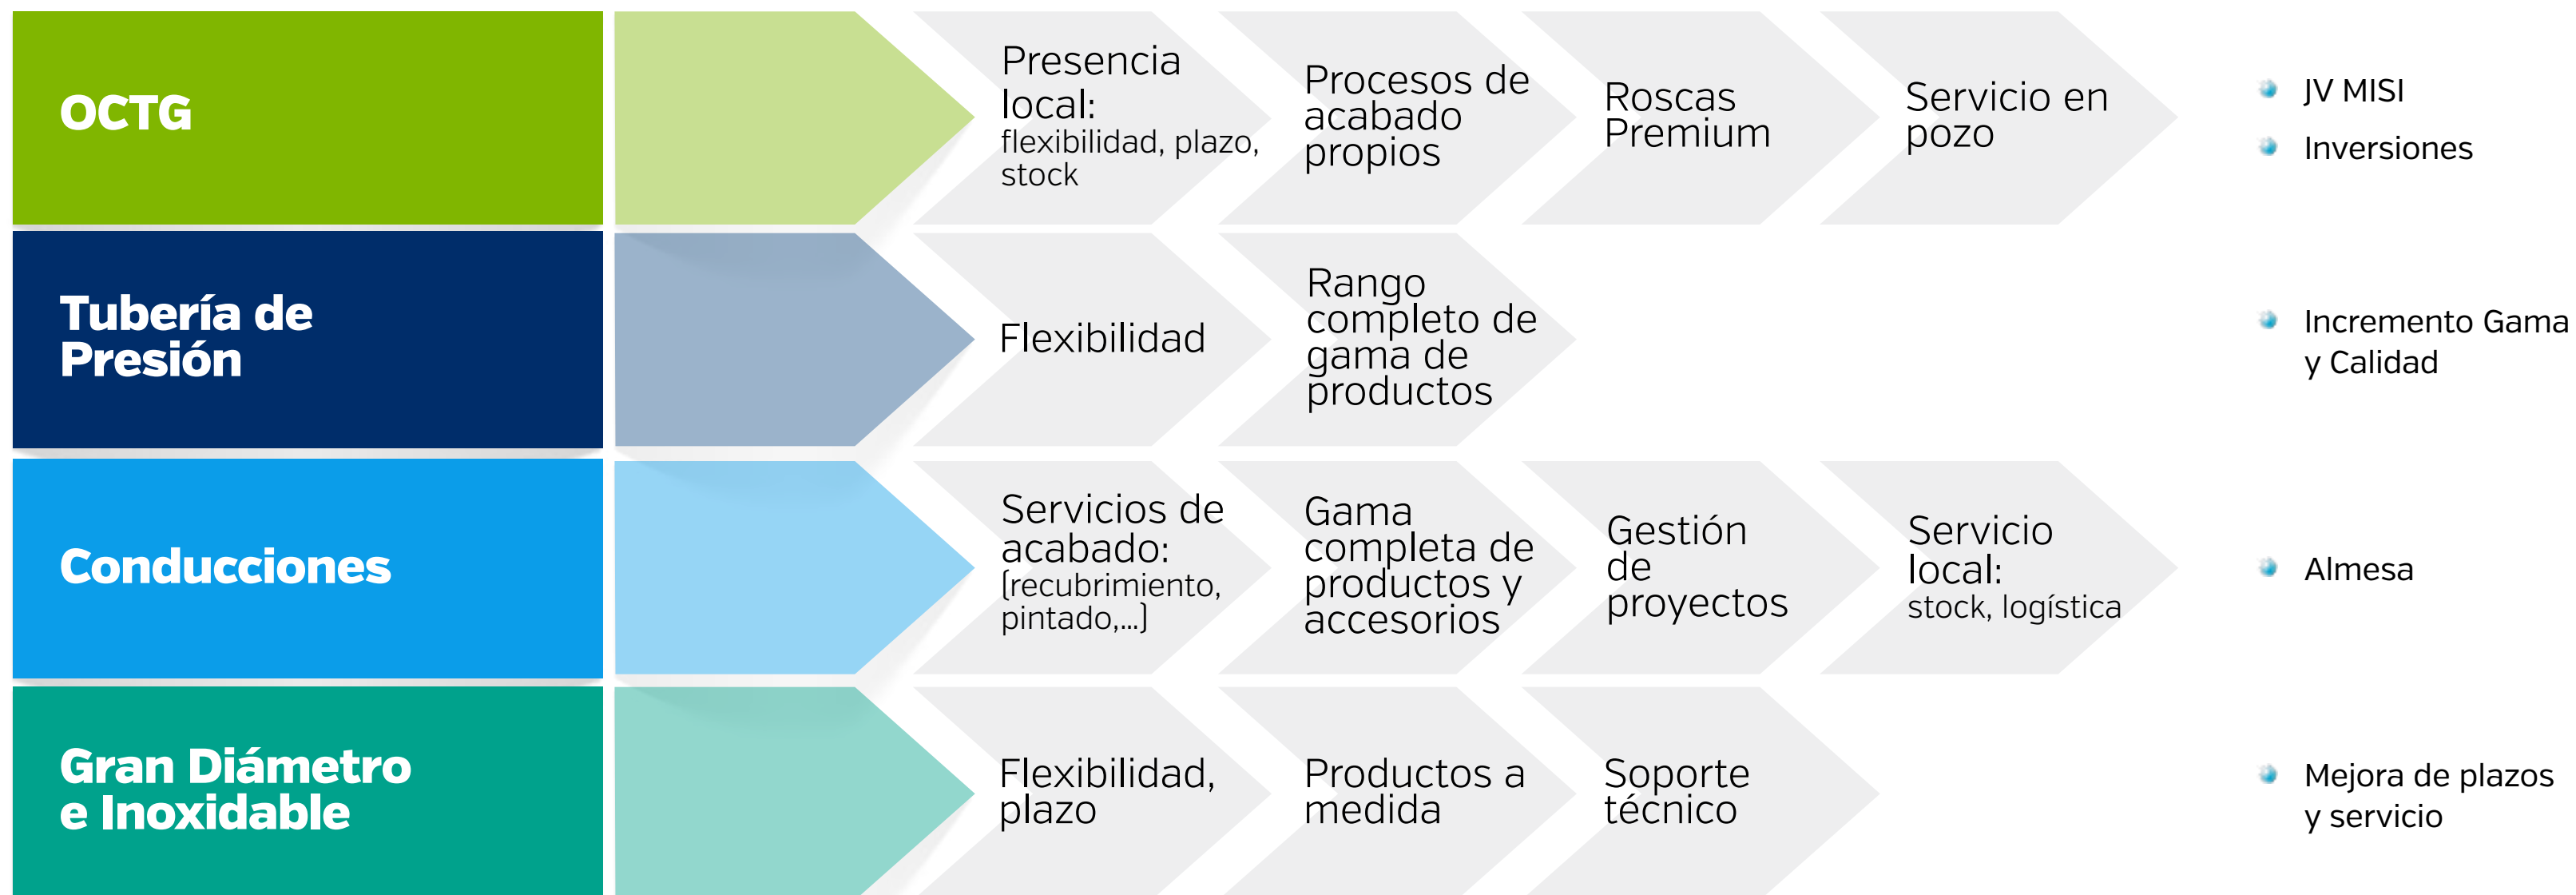 OCTG
Presencia
local:
flexibilidad, plazo,
stock
Procesos de
acabado
propios
Roscas
Premium
Servicio en
pozo
JV MISI
Inversiones
Tubería de
Presión
Flexibilidad
Rango
completo de
gama de
productos
Incremento Gama
y Calidad
Conducciones
Servicios de
acabado:
(recubrimiento,
pintado,...)
Gama
completa de
productos y
accesorios
Gestión
de
proyectos
Servicio
local:
stock, logística
Almesa
Gran Diámetro
e Inoxidable
Flexibilidad,
plazo
Productos a
medida
Soporte
técnico
Mejora de plazos
y servicio